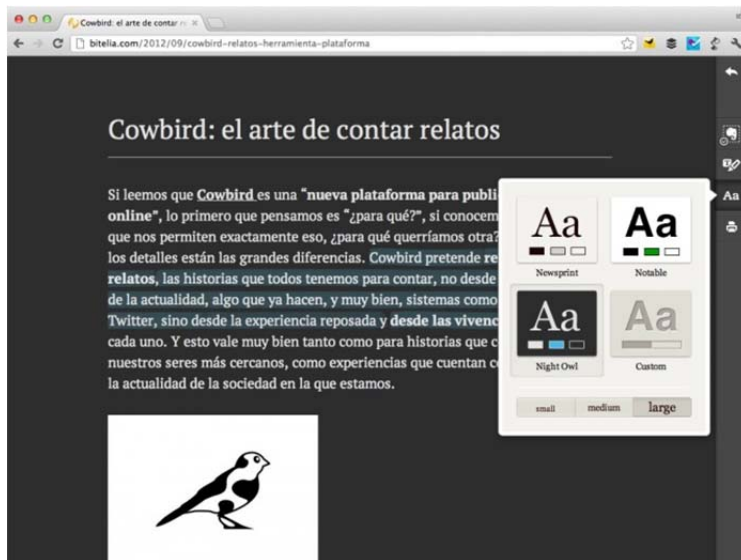 Cowbird: el arte de contar r
bitelia.com/2012/09/cowbird-relatos-herramienta-plataforma
Cowbird: el arte de contar relatos
Si leemos que Cowbird es una “nueva plataforma para publi
online”, lo primero que pensamos es “¿para qué?”, si conocem
que nos permiten exactamente eso, ¿para qué querríamos otra?
los detalles están las grandes diferencias. Cowbird pretende re
relatos, las historias que todos tenemos para contar, no desde
de la actualidad, algo que ya hacen, y muy bien, sistemas como
Twitter, sino desde la experiencia reposada y desde las vivenc
cada uno. Y esto vale muy bien tanto como para historias que c
nuestros seres más cercanos, como experiencias que cuentan c
la actualidad de la sociedad en la que estamos.
Aa
Aa Aa
Newsprint Notable
Aa Aa
Night Owl Custom
small medium large